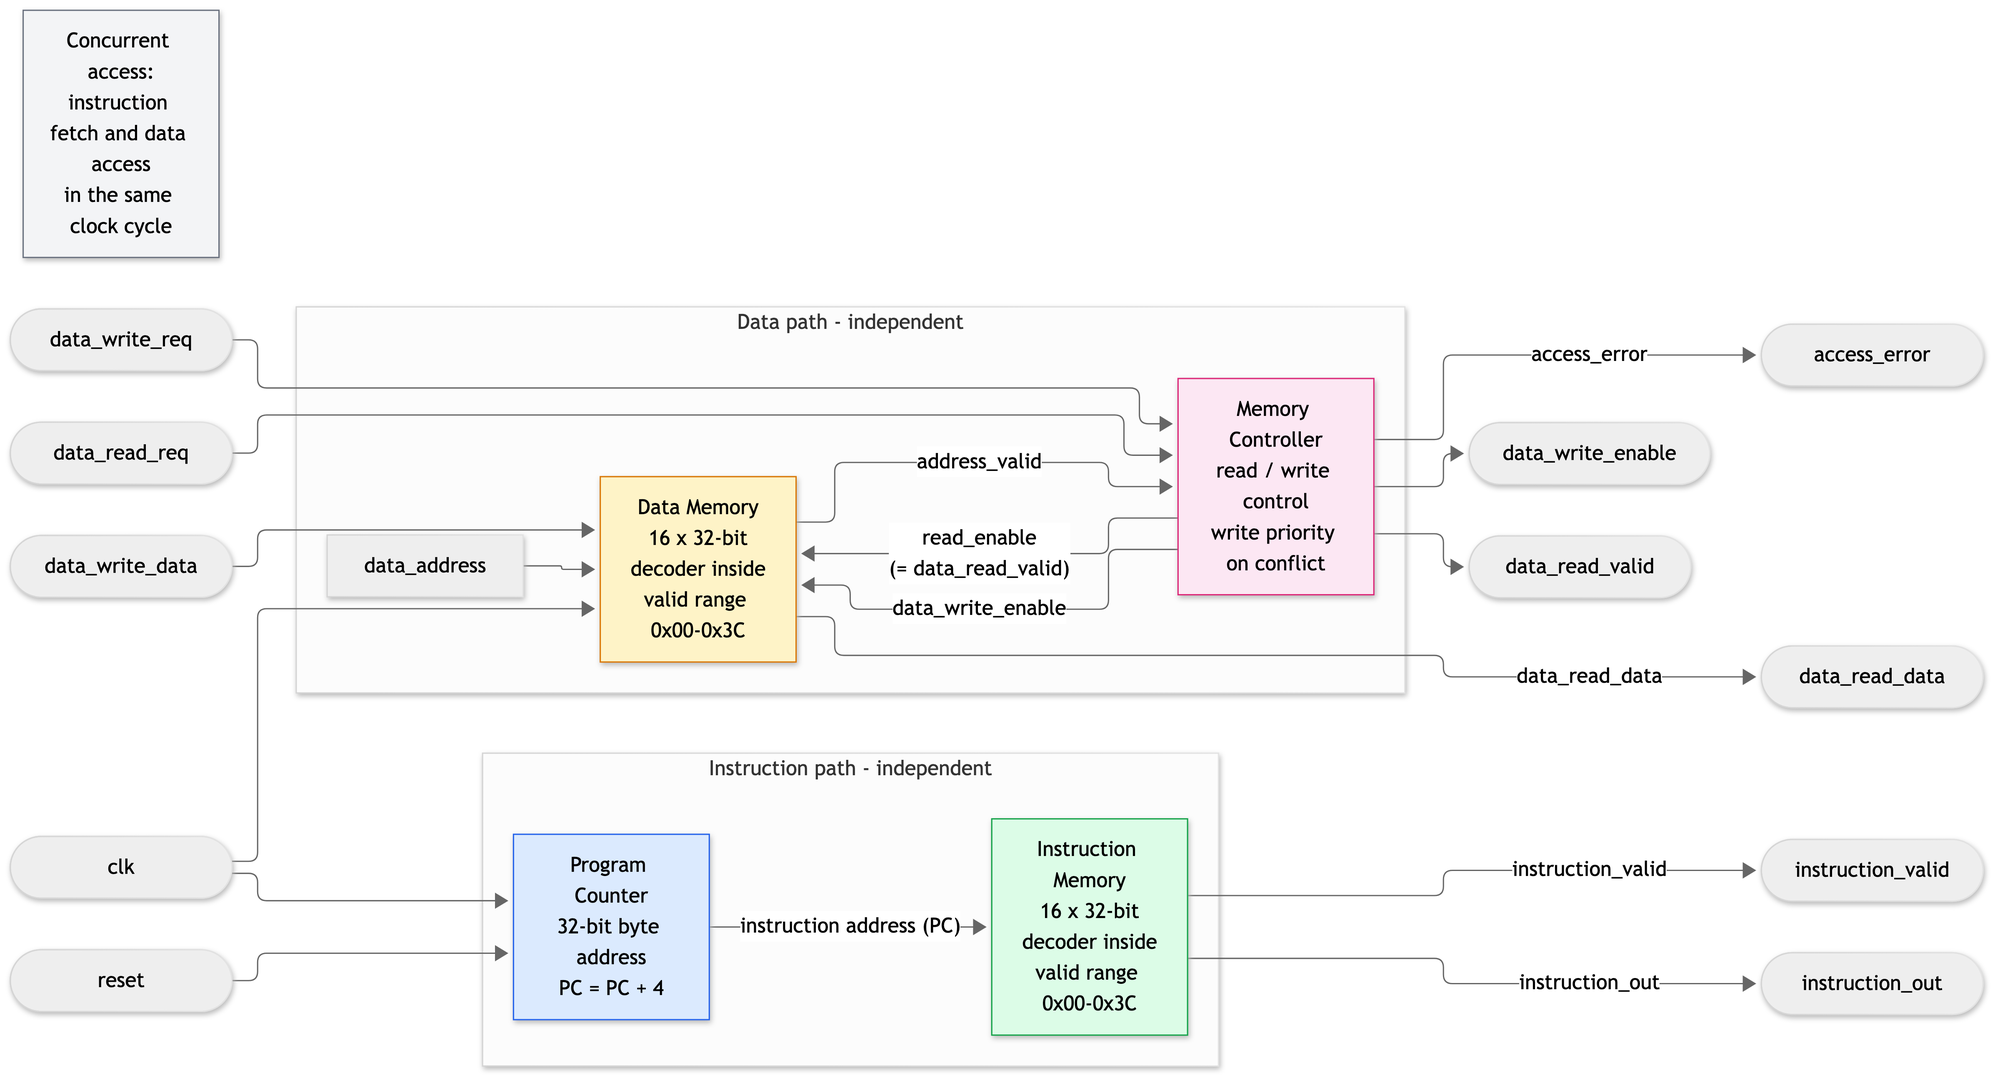 Concurrent
access:
instruction
fetch and data
access
in the same
clock cycle
data_write_req
data_read_req
data_write_data
clk
reset
Data path - independent
data_address
Data Memory
16 x 32-bit
decoder inside
valid range
0x00-0x3C
address_valid
read_enable
(= data_read_valid)
data_write_enable
Memory
Controller
read / write
control
write priority
on conflict
access_error
access_error
data_write_enable
data_read_valid
data_read_data
data_read_data
Instruction path - independent
Program
Counter
32-bit byte
address
PC = PC + 4
instruction address (PC)
Instruction
Memory
16 x 32-bit
decoder inside
valid range
0x00-0x3C
instruction_valid
instruction_valid
instruction_out
instruction_out